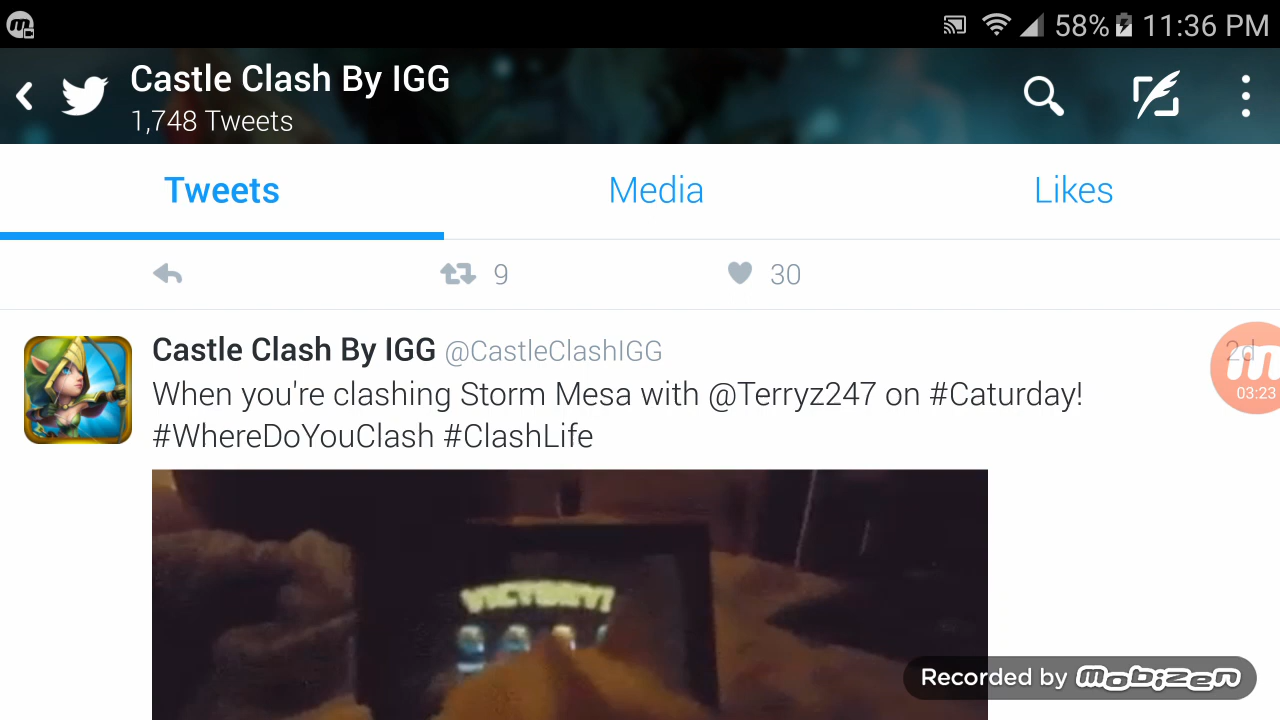 58% 11:36 PM
Castle Clash By IGG
1,748 Tweets
Tweets Media Likes
9 30
Castle Clash By IGG @CastleClashIGG 2d
When you're clashing Storm Mesa with @Terryz247 on #Caturday!
#WhereDoYouClash #ClashLife
03:23
VICTORY!
Recorded by mobizen